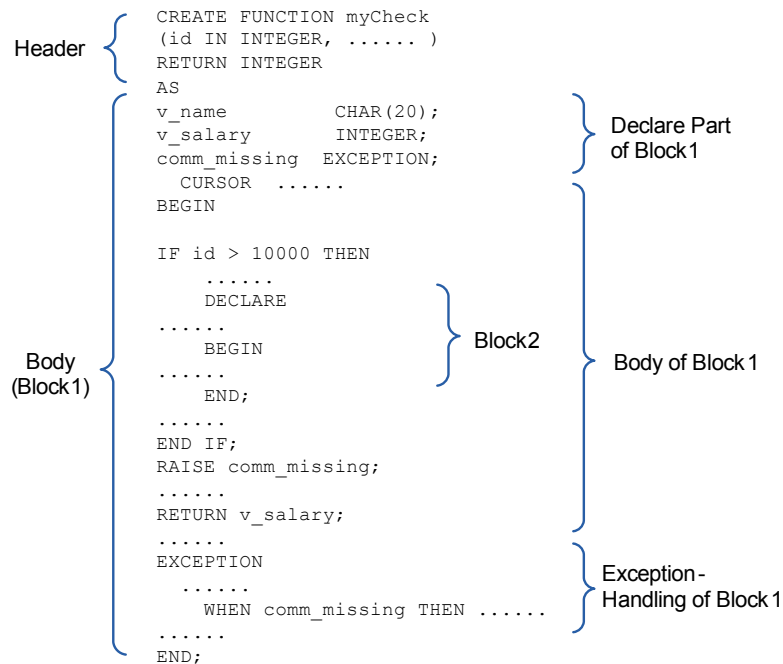 Header
CREATE FUNCTION myCheck
(id IN INTEGER, ...... )
RETURN INTEGER
AS
v_name CHAR(20);
v_salary INTEGER;
comm_missing EXCEPTION;
Declare Part
of Block1
CURSOR ......
BEGIN
IF id > 10000 THEN
......
DECLARE
......
BEGIN
......
END;
Block2
Body
(Block1)
Body of Block1
......
END IF;
RAISE comm_missing;
......
RETURN v_salary;
......
EXCEPTION
......
WHEN comm_missing THEN ......
......
END;
Exception-
Handling of Block1